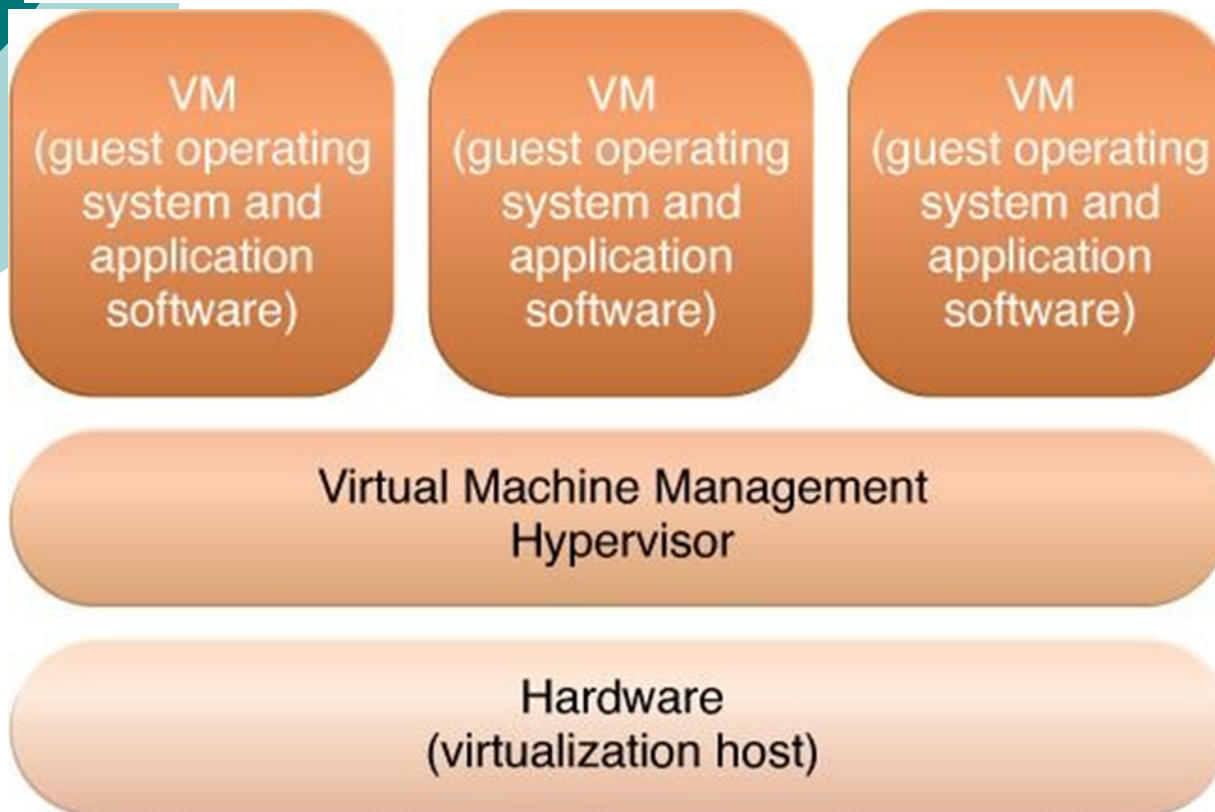 VM
(guest operating
system and
application
software)
VM
(guest operating
system and
application
software)
VM
(guest operating
system and
application
software)
Virtual Machine Management
Hypervisor
Hardware
(virtualization host)